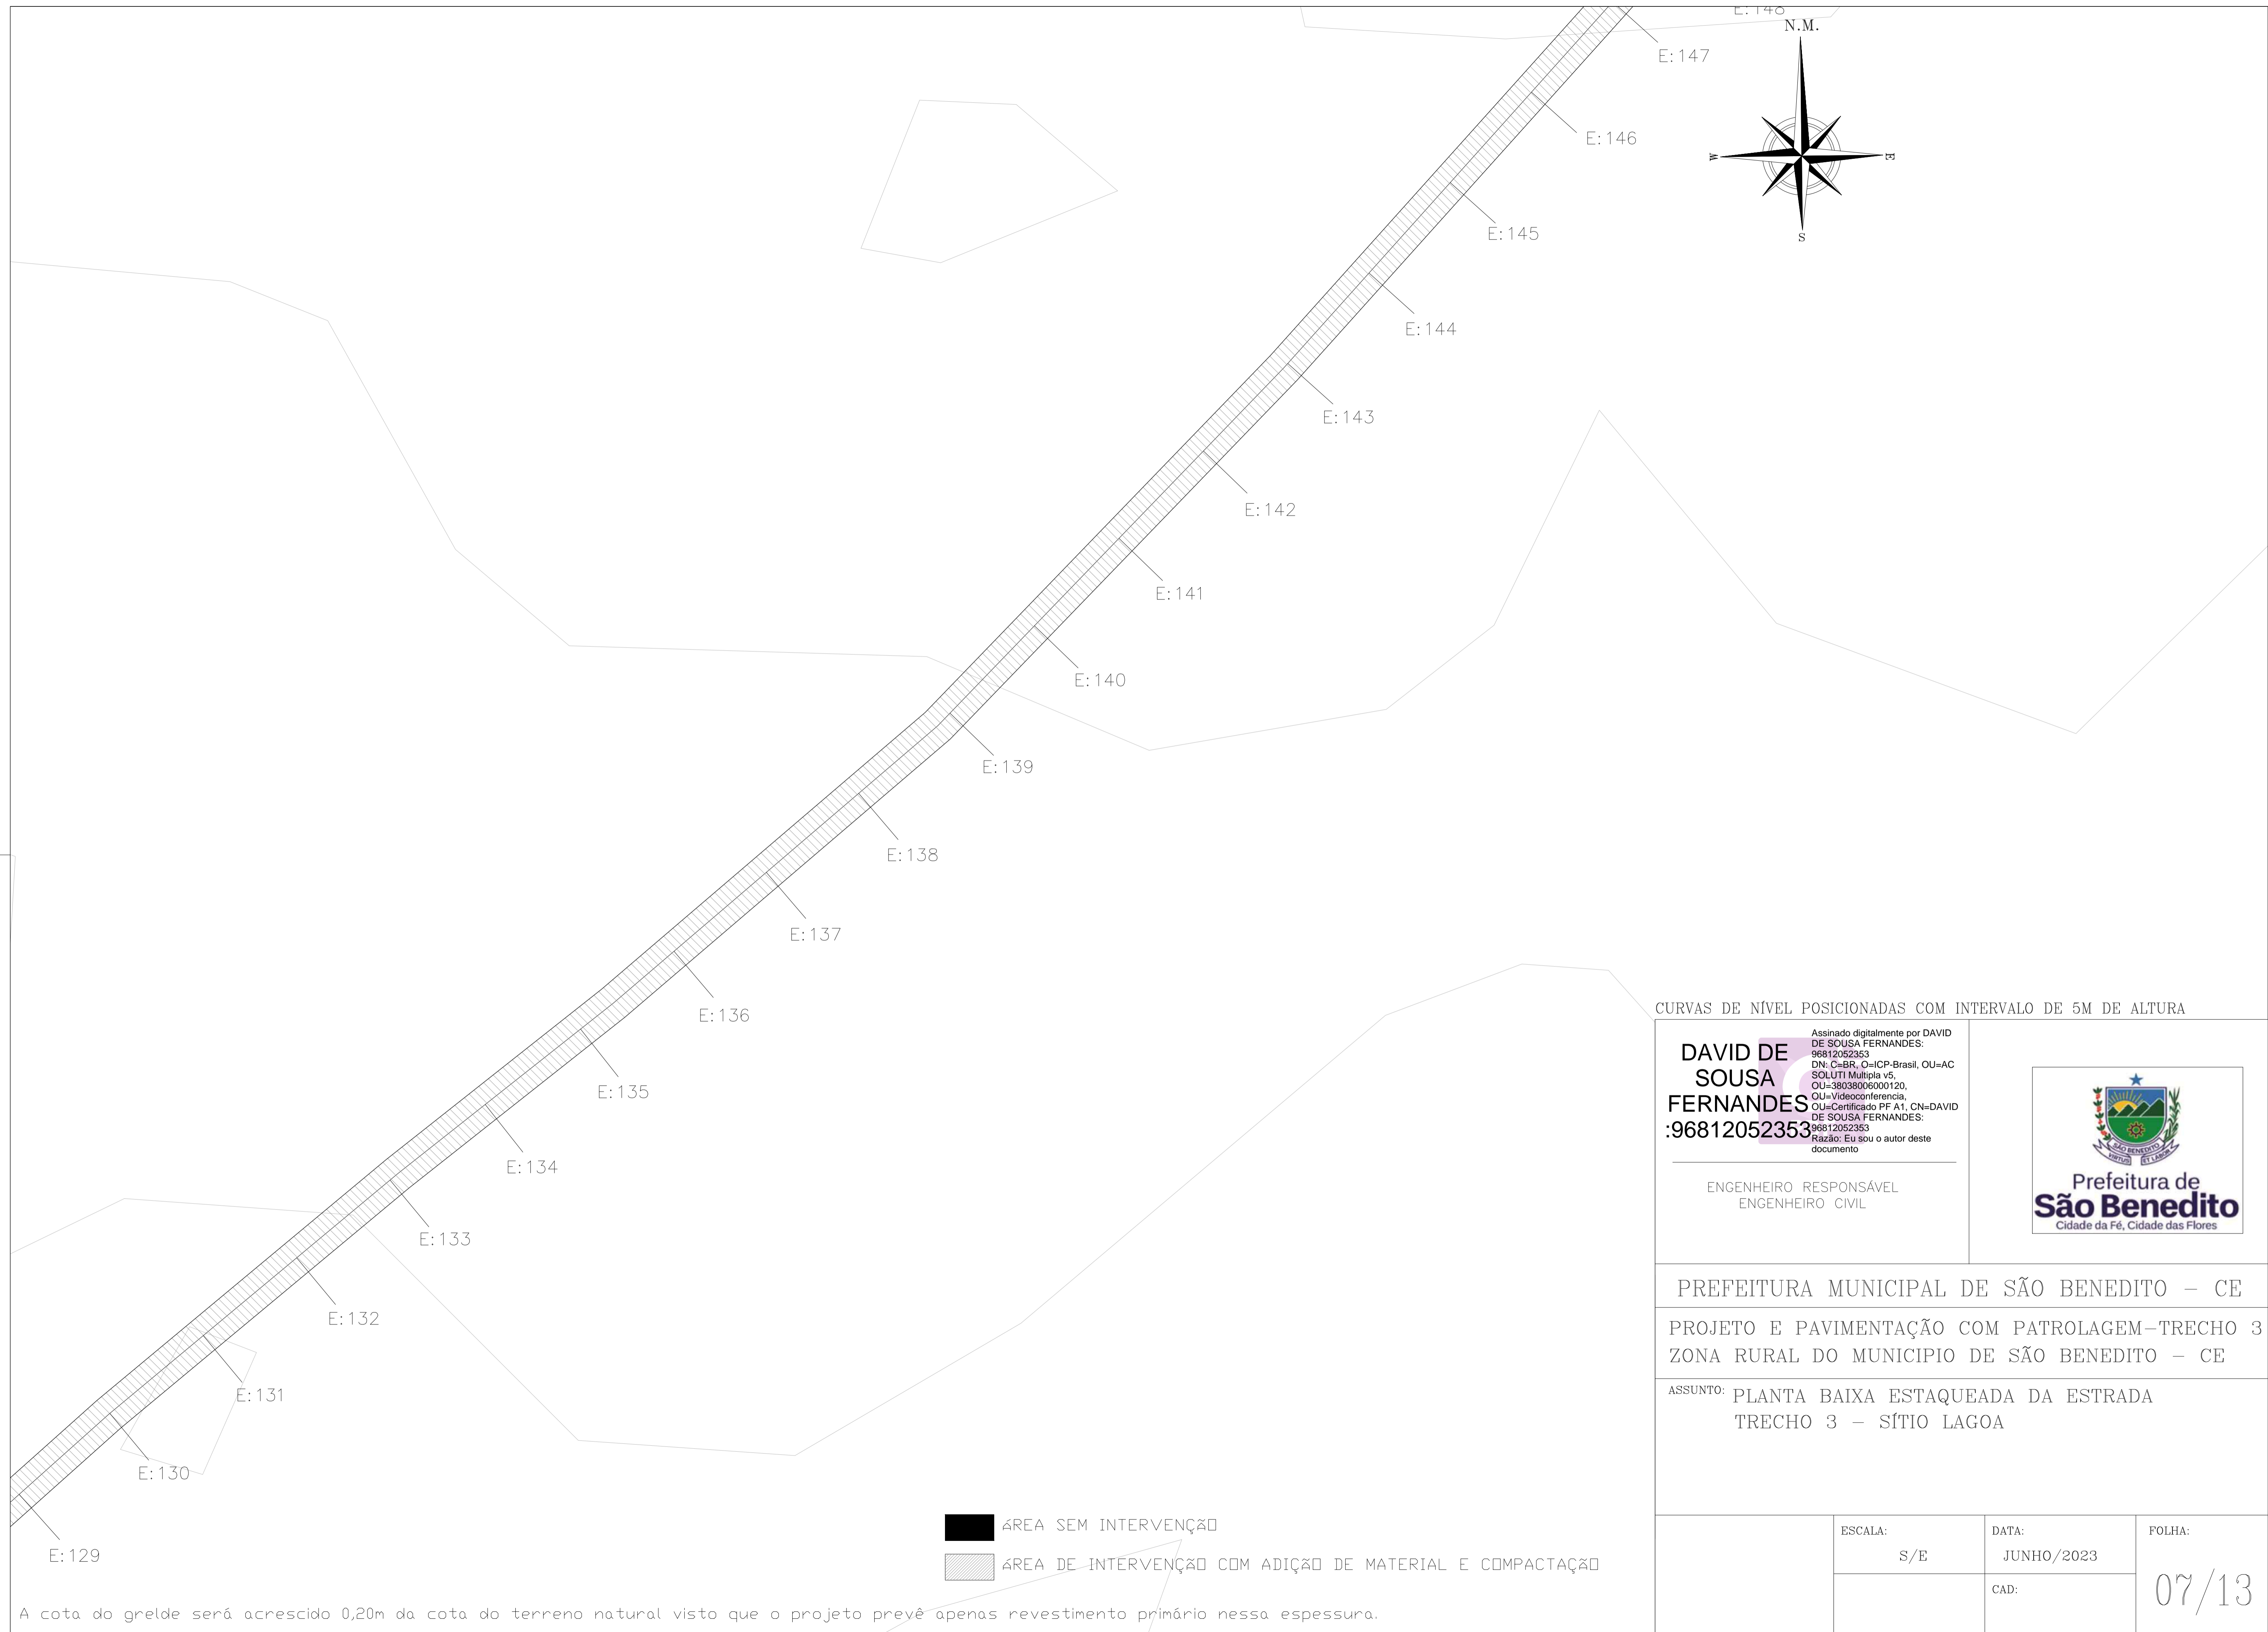 E:148
N.M.
E:147
E:146
W
E
S
E:145
E:144
E:143
E:142
E:141
E:140
E:139
E:138
E:137
E:136
E:135
E:134
E:133
E:132
E:131
E:130
E:129
CURVAS DE NÍVEL POSICIONADAS COM INTERVALO DE 5M DE ALTURA
DAVID DE
SOUSA
FERNANDES
:96812052353
Assinado digitalmente por DAVID
DE SOUSA FERNANDES:
96812052353
DN: C=BR, O=ICP-Brasil, OU=AC
SOLUTI Multipla v5,
OU=38038006000120,
OU=Videoconferencia,
OU=Certificado PF A1, CN=DAVID
DE SOUSA FERNANDES:
96812052353
Razão: Eu sou o autor deste
documento
ENGENHEIRO RESPONSÁVEL
ENGENHEIRO CIVIL
SÃO BENEDITO
VIRTUS ET LABOR
Prefeitura de
São Benedito
Cidade da Fé, Cidade das Flores
PREFEITURA MUNICIPAL DE SÃO BENEDITO – CE
PROJETO E PAVIMENTAÇÃO COM PATROLAGEM–TRECHO 3
ZONA RURAL DO MUNICIPIO DE SÃO BENEDITO – CE
ASSUNTO: PLANTA BAIXA ESTAQUEADA DA ESTRADA
TRECHO 3 – SÍTIO LAGOA
ÁREA SEM INTERVENÇÃO
ÁREA DE INTERVENÇÃO COM ADIÇÃO DE MATERIAL E COMPACTAÇÃO
A cota do grelde será acrescido 0,20m da cota do terreno natural visto que o projeto prevê apenas revestimento primário nessa espessura.
ESCALA:
S/E
DATA:
JUNHO/2023
CAD:
FOLHA:
07/13